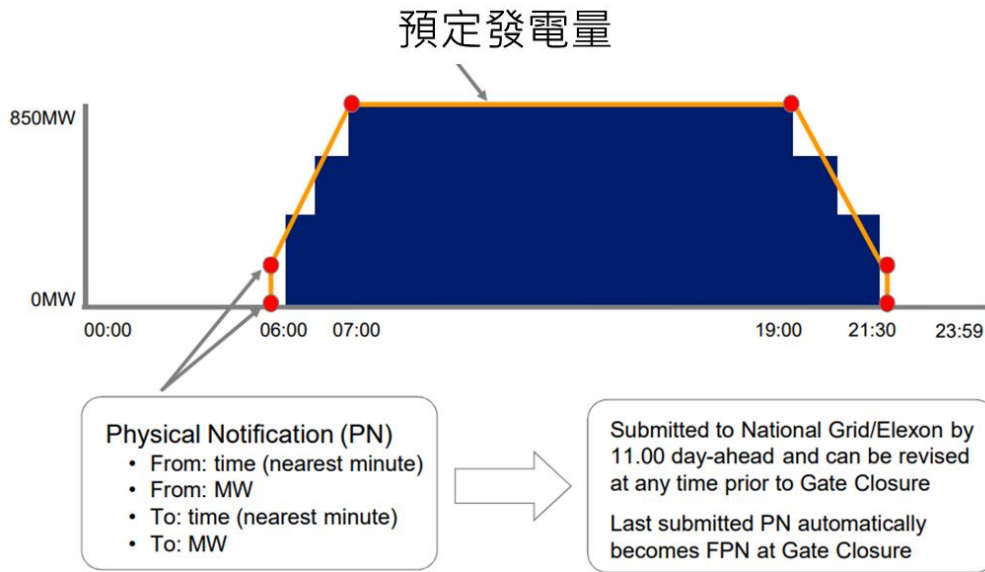 預定發電量
850MW
0MW
00:00
06:00
07:00
19:00
21:30
23:59
Physical Notification (PN)
• From: time (nearest minute)
• From: MW
• To: time (nearest minute)
• To: MW
Submitted to National Grid/Elexon by
11.00 day-ahead and can be revised
at any time prior to Gate Closure
Last submitted PN automatically
becomes FPN at Gate Closure